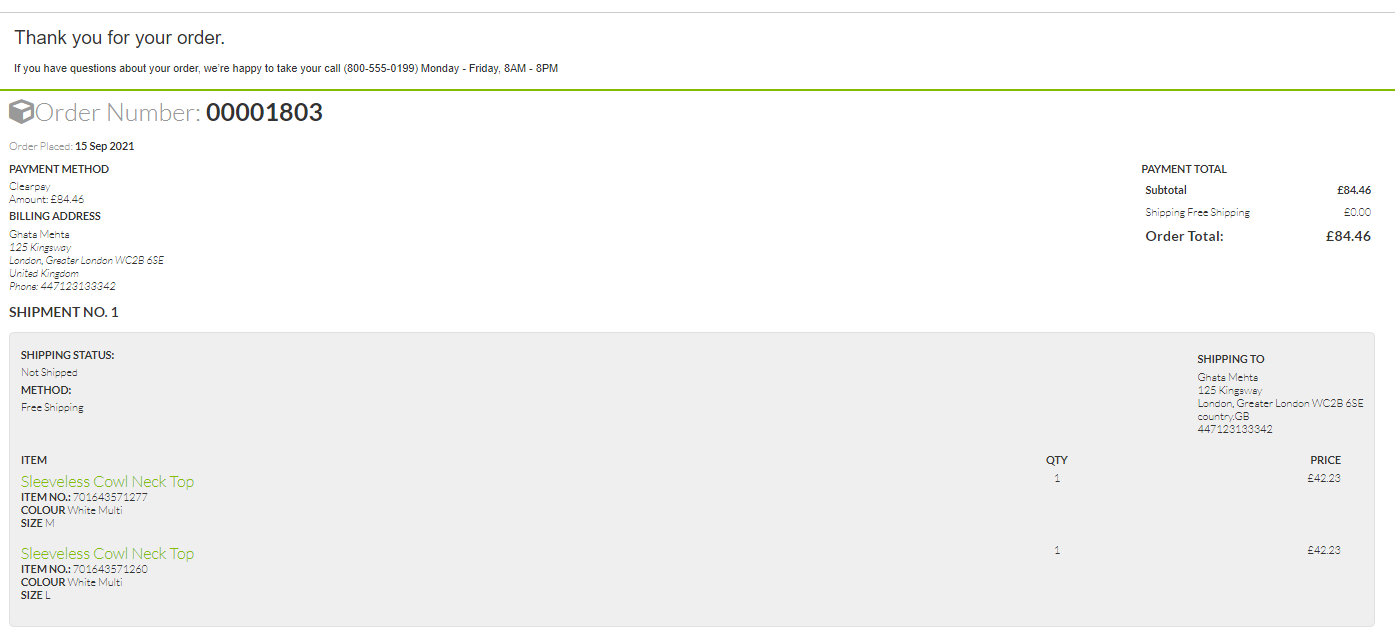 Thank you for your order.
If you have questions about your order, we're happy to take your call (800-555-0199) Monday - Friday, 8AM - 8PM
Order Number: 00001803
Order Placed: 15 Sep 2021
PAYMENT METHOD
Clearpay
Amount: £84.46
BILLING ADDRESS
Ghata Mehta
125 Kingsway
London, Greater London WC2B 6SE
United Kingdom
Phone: 447123133342
PAYMENT TOTAL
Subtotal £84.46
Shipping Free Shipping £0.00
Order Total: £84.46
SHIPMENT NO. 1
SHIPPING STATUS:
Not Shipped
METHOD:
Free Shipping
SHIPPING TO
Ghata Mehta
125 Kingsway
London, Greater London WC2B 6SE
country.GB
447123133342
ITEM QTY PRICE
Sleeveless Cowl Neck Top 1 £42.23
ITEM NO.: 701643571277
COLOUR White Multi
SIZE M
Sleeveless Cowl Neck Top 1 £42.23
ITEM NO.: 701643571260
COLOUR White Multi
SIZE L